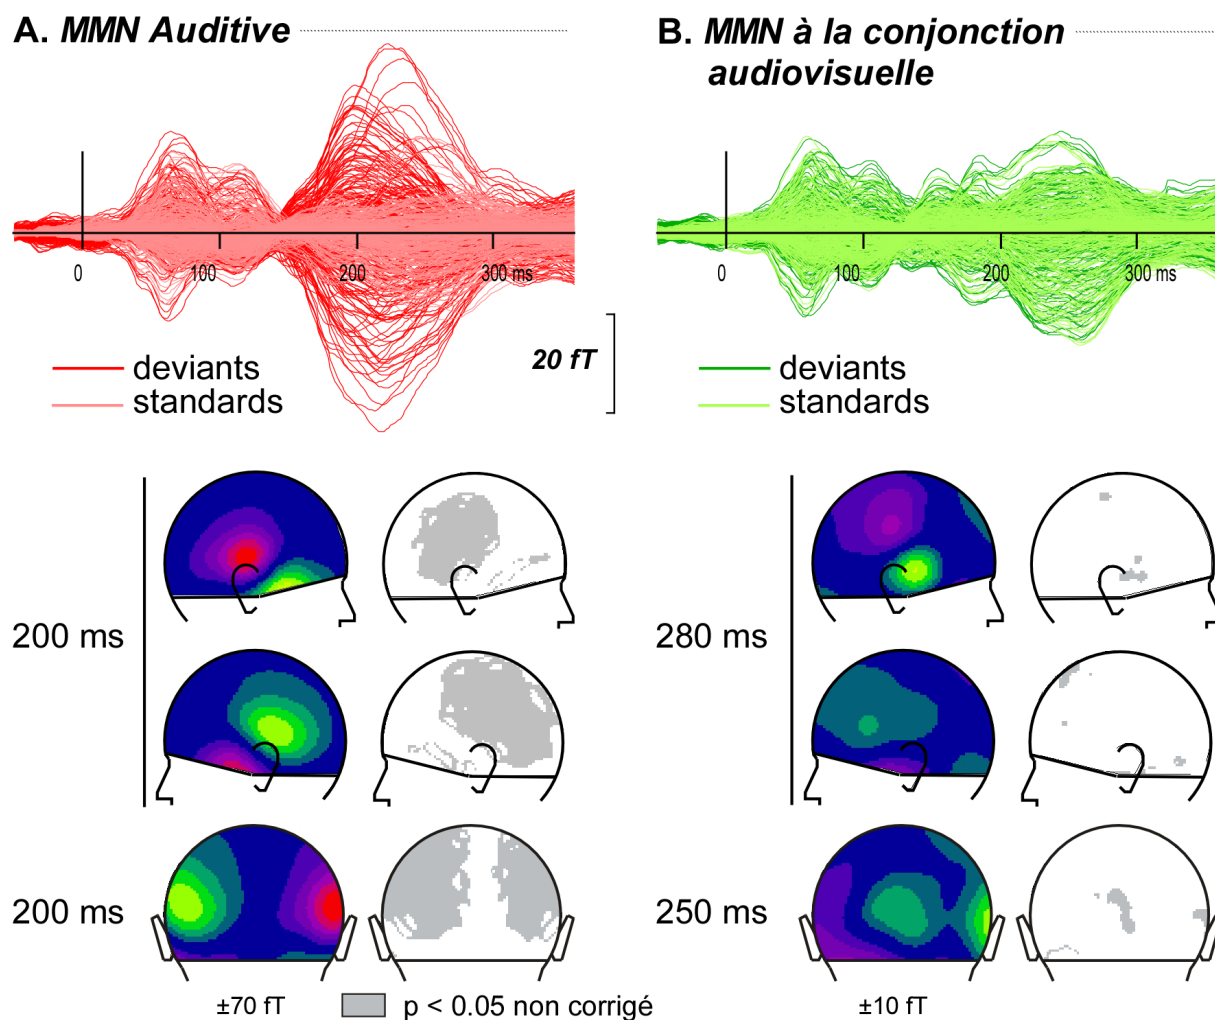 A. MMN Auditive
0
100
200
300 ms
20 fT
deviants
standards
B. MMN à la conjonction
audiovisuelle
0
100
200
300 ms
deviants
standards
200 ms
200 ms
±70 fT
p < 0.05 non corrigé
280 ms
250 ms
±10 fT